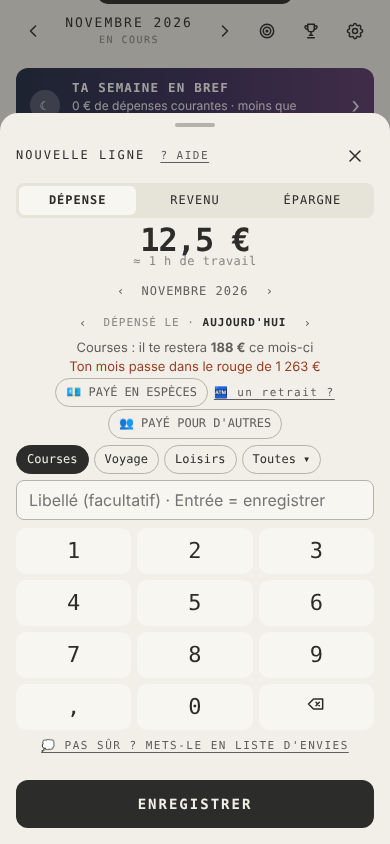 NOVEMBRE 2026
EN COURS
TA SEMAINE EN BREF
0 € de dépenses courantes · moins que
NOUVELLE LIGNE ? AIDE
DÉPENSE REVENU ÉPARGNE
12,5 €
≈ 1 h de travail
‹ NOVEMBRE 2026 ›
‹ DÉPENSÉ LE · AUJOURD'HUI ›
Courses : il te restera 188 € ce mois-ci
Ton mois passe dans le rouge de 1 263 €
💶 PAYÉ EN ESPÈCES 🏧 un retrait ?
👥 PAYÉ POUR D'AUTRES
Courses Voyage Loisirs Toutes ▾
Libellé (facultatif) · Entrée = enregistrer
1 2 3
4 5 6
7 8 9
, 0
💭 PAS SÛR ? METS-LE EN LISTE D'ENVIES
ENREGISTRER